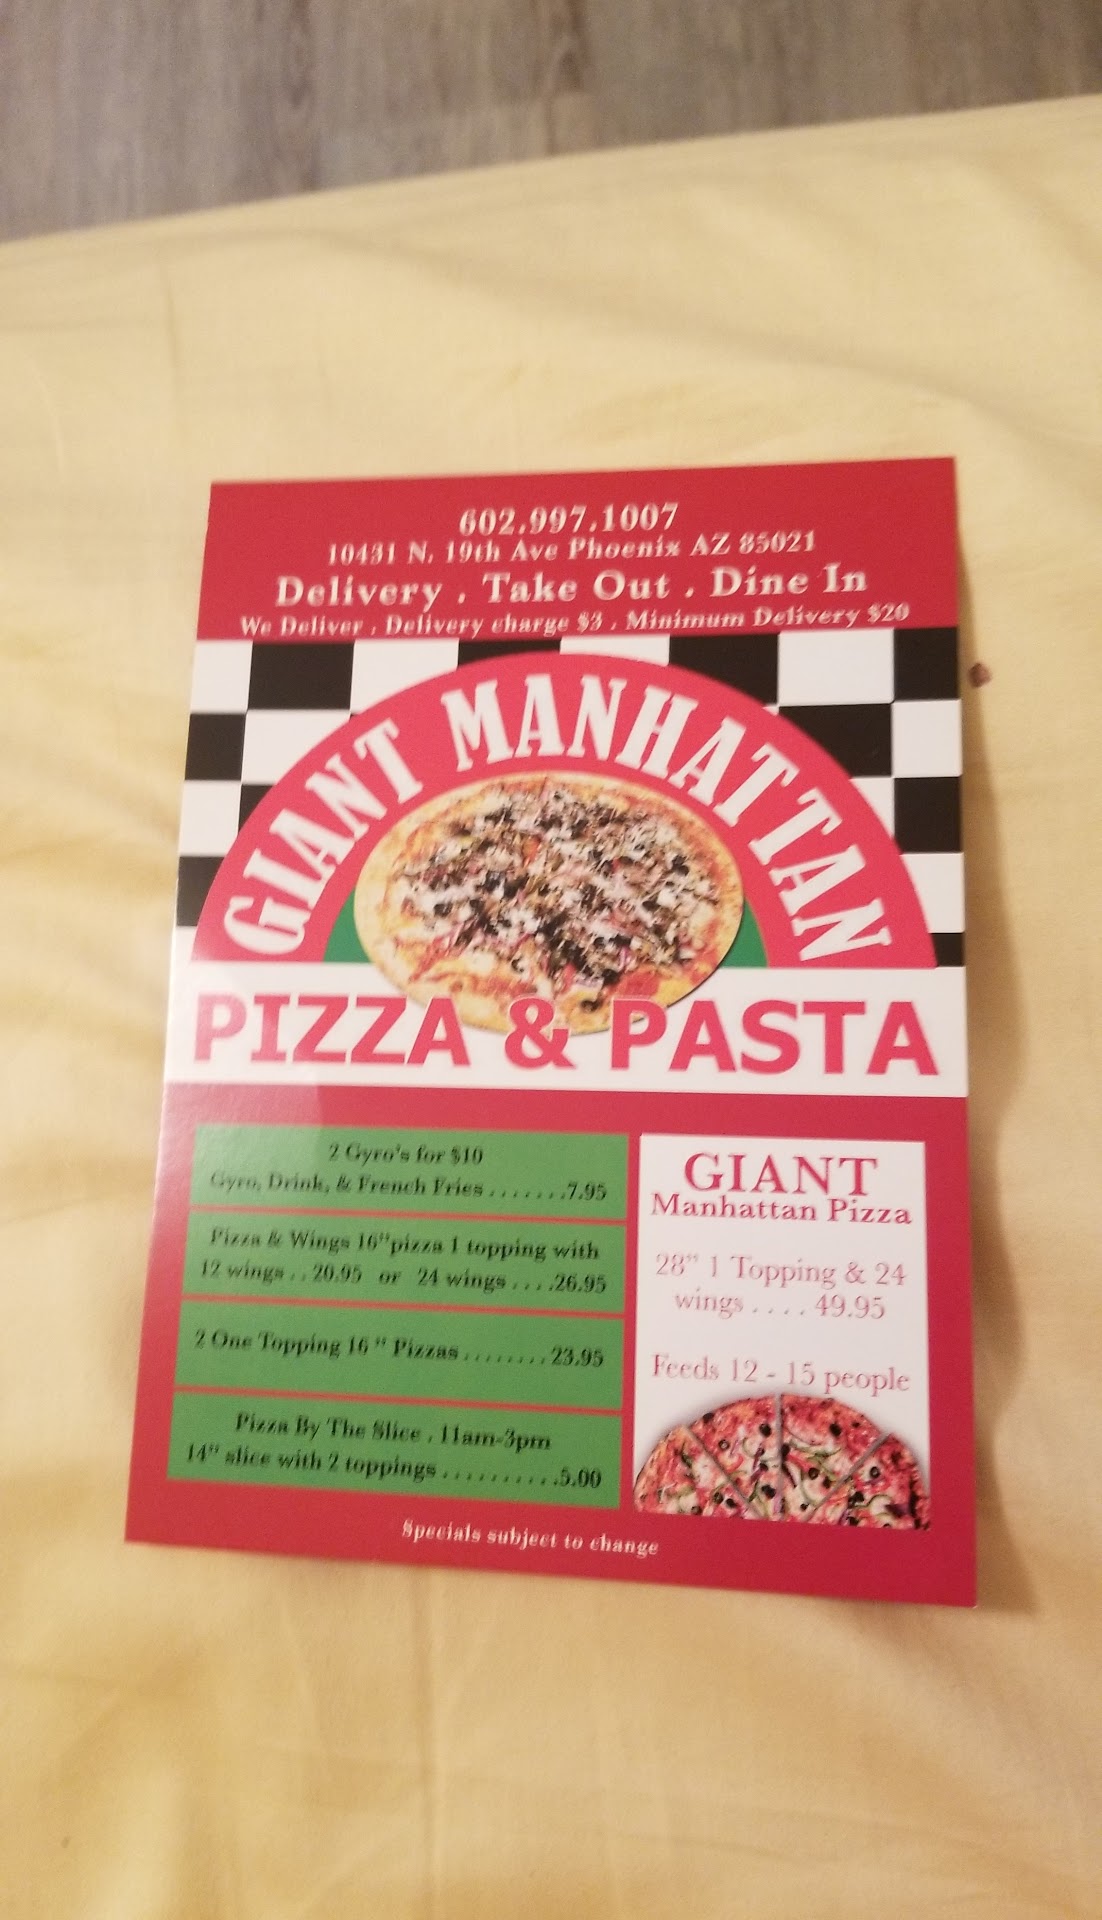 602.997.1007
10431 N. 19th Ave Phoenix AZ 85021
Delivery . Take Out . Dine In
We Deliver . Delivery charge $3 . Minimum Delivery $20
GIANT MANHATTAN
PIZZA & PASTA
2 Gyro's for $10
Gyro, Drink, & French Fries.......7.95
Pizza & Wings 16"pizza 1 topping with
12 wings..20.95 or 24 wings....26.95
2 One Topping 16 " Pizzas........23.95
Pizza By The Slice . 11am-3pm
14" slice with 2 toppings..........5.00
GIANT
Manhattan Pizza
28" 1 Topping & 24
wings .... 49.95
Feeds 12 - 15 people
Specials subject to change